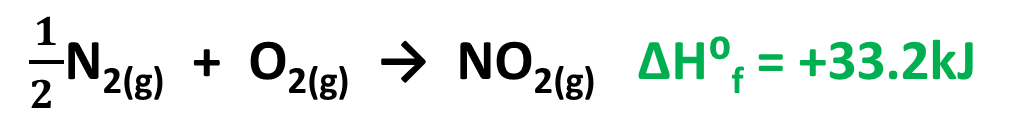 ½N₂(g) + O₂(g) → NO₂(g) ΔH°f = +33.2kJ